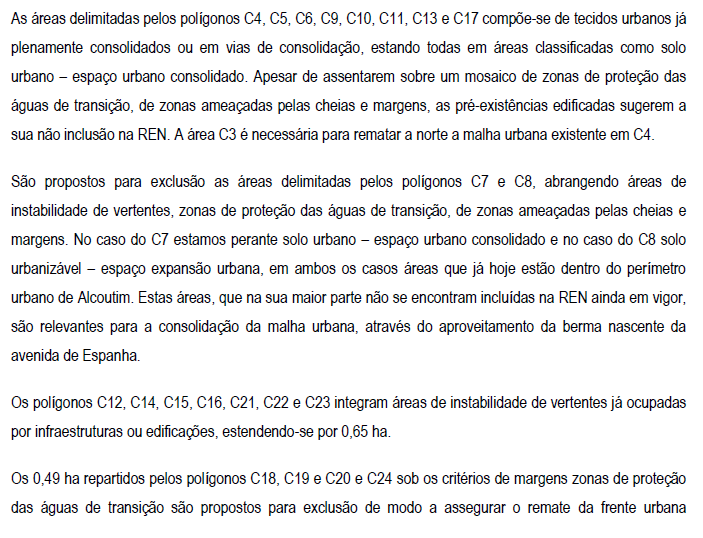 As áreas delimitadas pelos polígonos C4, C5, C6, C9, C10, C11, C13 e C17 compõe-se de tecidos urbanos já
plenamente consolidados ou em vias de consolidação, estando todas em áreas classificadas como solo
urbano – espaço urbano consolidado. Apesar de assentarem sobre um mosaico de zonas de proteção das
águas de transição, de zonas ameaçadas pelas cheias e margens, as pré-existências edificadas sugerem a
sua não inclusão na REN. A área C3 é necessária para rematar a norte a malha urbana existente em C4.
São propostos para exclusão as áreas delimitadas pelos polígonos C7 e C8, abrangendo áreas de
instabilidade de vertentes, zonas de proteção das águas de transição, de zonas ameaçadas pelas cheias e
margens. No caso do C7 estamos perante solo urbano – espaço urbano consolidado e no caso do C8 solo
urbanizável – espaço expansão urbana, em ambos os casos áreas que já hoje estão dentro do perímetro
urbano de Alcoutim. Estas áreas, que na sua maior parte não se encontram incluídas na REN ainda em vigor,
são relevantes para a consolidação da malha urbana, através do aproveitamento da berma nascente da
avenida de Espanha.
Os polígonos C12, C14, C15, C16, C21, C22 e C23 integram áreas de instabilidade de vertentes já ocupadas
por infraestruturas ou edificações, estendendo-se por 0,65 ha.
Os 0,49 ha repartidos pelos polígonos C18, C19 e C20 e C24 sob os critérios de margens zonas de proteção
das águas de transição são propostos para exclusão de modo a assegurar o remate da frente urbana